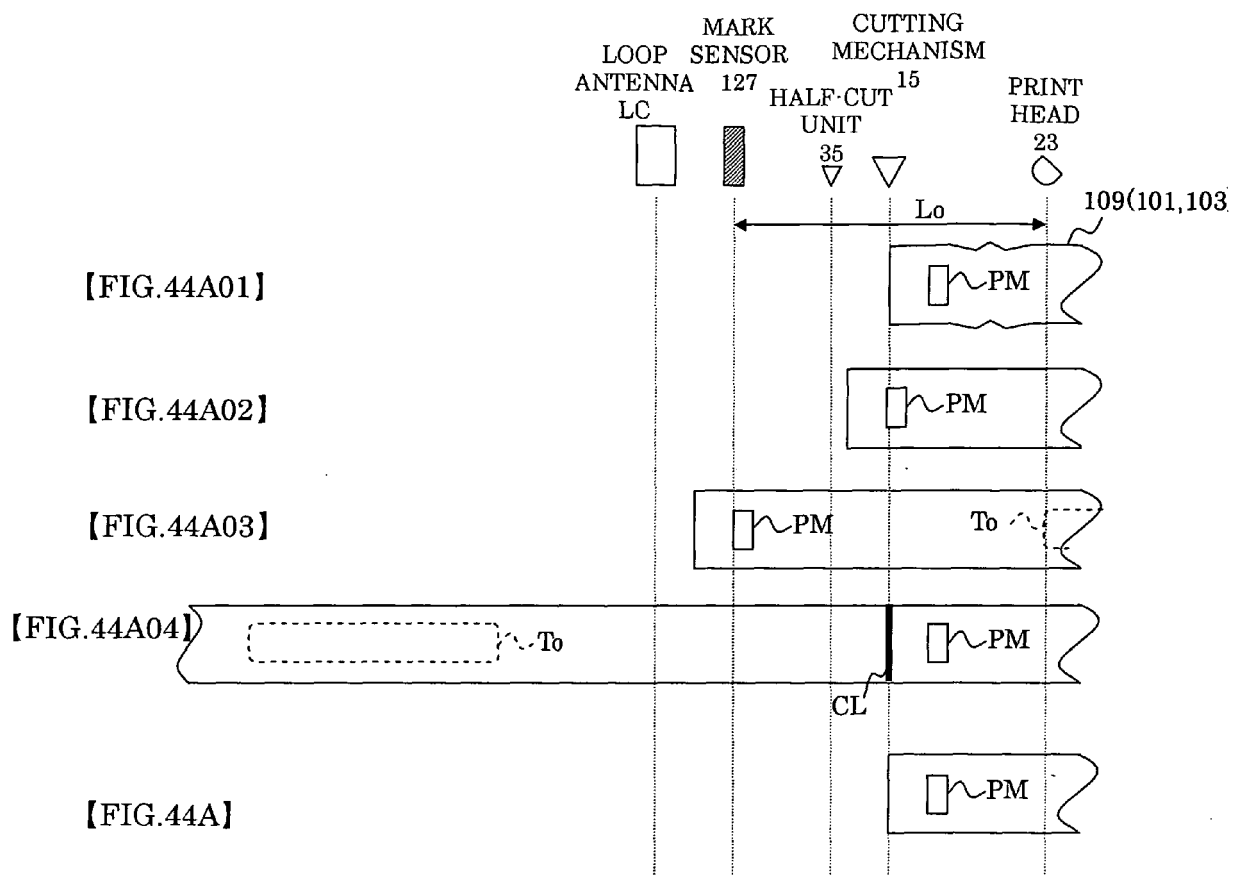 LOOP
ANTENNA
LC
MARK
SENSOR
127
HALF-CUT
UNIT
35
CUTTING
MECHANISM
15
PRINT
HEAD
23
Lo
109(101,103
【FIG.44A01】
PM
【FIG.44A02】
PM
【FIG.44A03】
PM
To
【FIG.44A04】
To
PM
CL
【FIG.44A】
PM